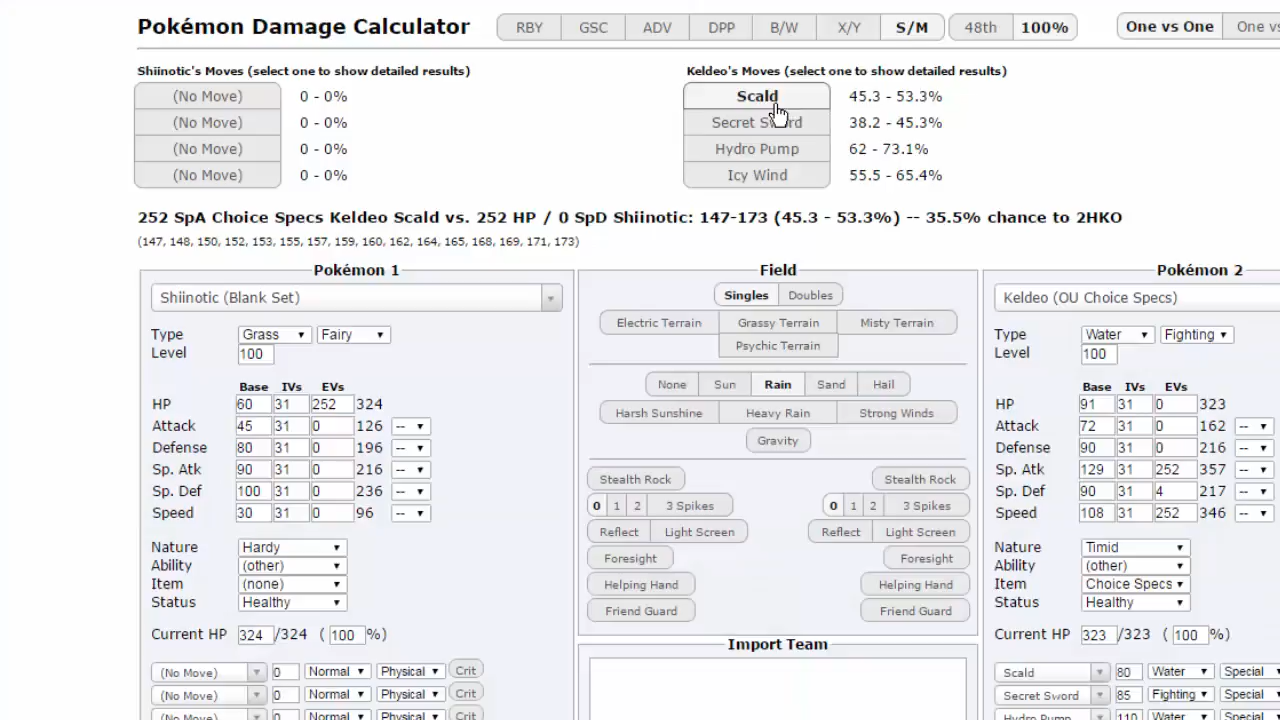 Pokémon Damage Calculator RBY GSC ADV DPP B/W X/Y S/M 48th 100% One vs One One vs
Shiinotic's Moves (select one to show detailed results) Keldeo's Moves (select one to show detailed results)
(No Move) 0 - 0% Scald 45.3 - 53.3%
(No Move) 0 - 0% Secret Sword 38.2 - 45.3%
(No Move) 0 - 0% Hydro Pump 62 - 73.1%
(No Move) 0 - 0% Icy Wind 55.5 - 65.4%
252 SpA Choice Specs Keldeo Scald vs. 252 HP / 0 SpD Shiinotic: 147-173 (45.3 - 53.3%) -- 35.5% chance to 2HKO
(147, 148, 150, 152, 153, 155, 157, 159, 160, 162, 164, 165, 168, 169, 171, 173)
Pokémon 1
Shiinotic (Blank Set)
Type Grass Fairy
Level 100
Base IVs EVs
HP 60 31 252 324
Attack 45 31 0 126 --
Defense 80 31 0 196 --
Sp. Atk 90 31 0 216 --
Sp. Def 100 31 0 236 --
Speed 30 31 0 96 --
Nature Hardy
Ability (other)
Item (none)
Status Healthy
Current HP 324 /324 ( 100 %)
(No Move) 0 Normal Physical Crit
(No Move) 0 Normal Physical Crit
(No Move) 0 Normal Physical Crit
Field
Singles Doubles
Electric Terrain Grassy Terrain Misty Terrain
Psychic Terrain
None Sun Rain Sand Hail
Harsh Sunshine Heavy Rain Strong Winds
Gravity
Stealth Rock Stealth Rock
0 1 2 3 Spikes 0 1 2 3 Spikes
Reflect Light Screen Reflect Light Screen
Foresight Foresight
Helping Hand Helping Hand
Friend Guard Friend Guard
Import Team
Pokémon 2
Keldeo (OU Choice Specs)
Type Water Fighting
Level 100
Base IVs EVs
HP 91 31 0 323
Attack 72 31 0 162 --
Defense 90 31 0 216 --
Sp. Atk 129 31 252 357 --
Sp. Def 90 31 4 217 --
Speed 108 31 252 346 --
Nature Timid
Ability (other)
Item Choice Specs
Status Healthy
Current HP 323 /323 ( 100 %)
Scald 80 Water Special
Secret Sword 85 Fighting Special
Hydro Pump 110 Water Special